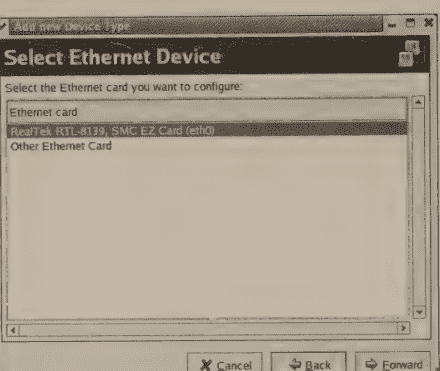 Add new Device Type
Select Ethernet Device
Select the Ethernet card you want to configure:
Ethernet card
RealTek RTL-8139, SMC EZ Card (eth0)
Other Ethernet Card
Cancel
Back
Forward